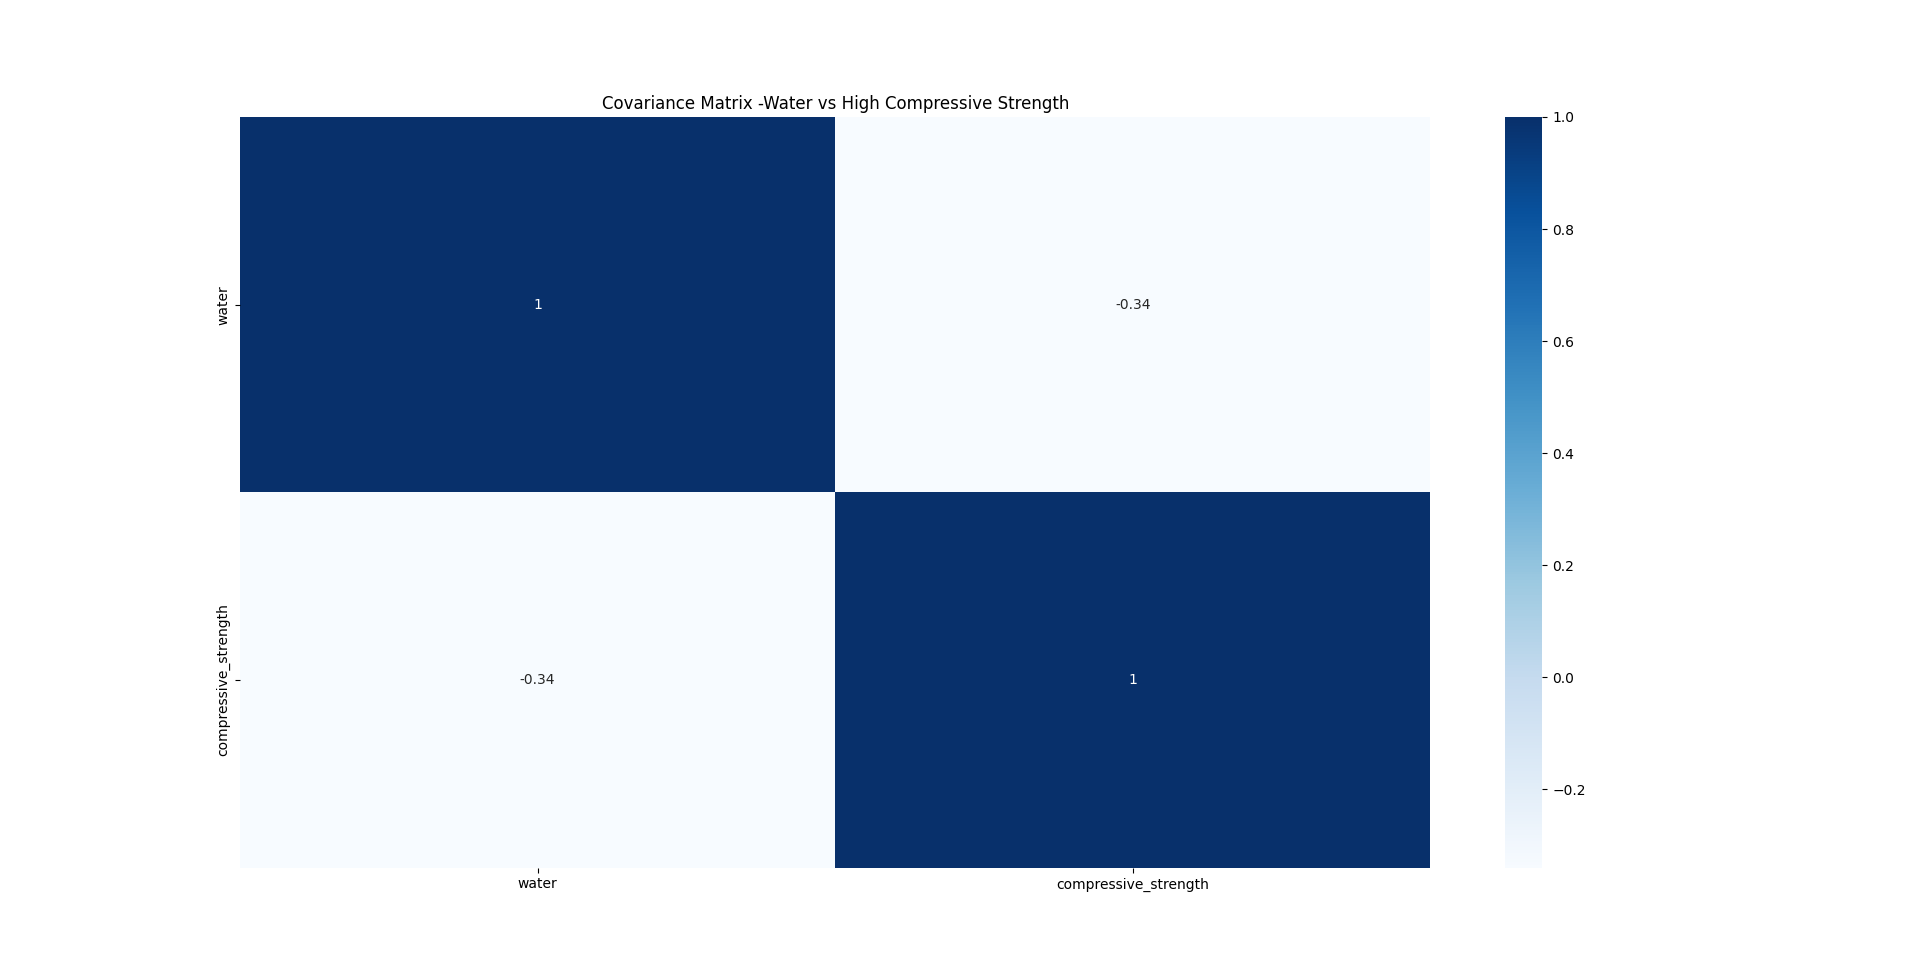 Covariance Matrix -Water vs High Compressive Strength
water
1
-0.34
compressive_strength
-0.34
1
water
compressive_strength
1.0
0.8
0.6
0.4
0.2
0.0
−0.2